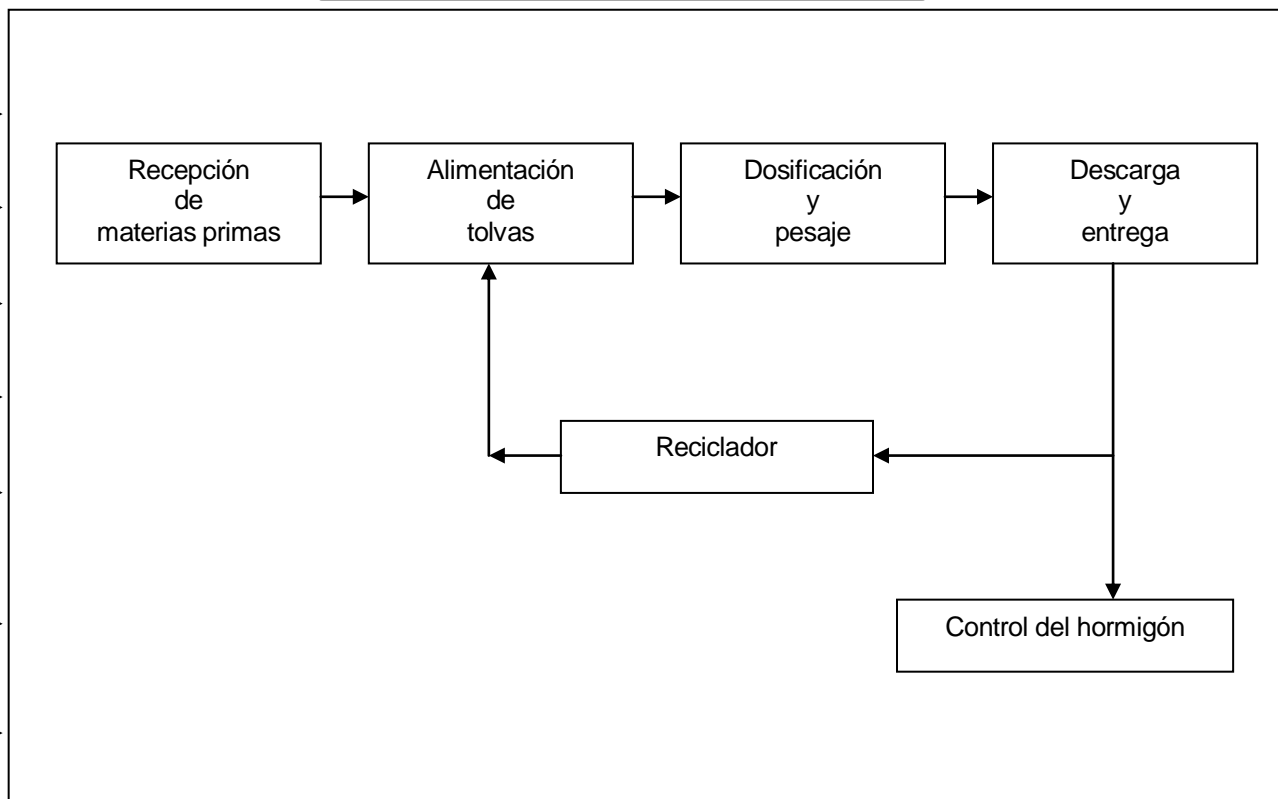 Recepción
de
materias primas
Alimentación
de
tolvas
Dosificación
y
pesaje
Descarga
y
entrega
Reciclador
Control del hormigón